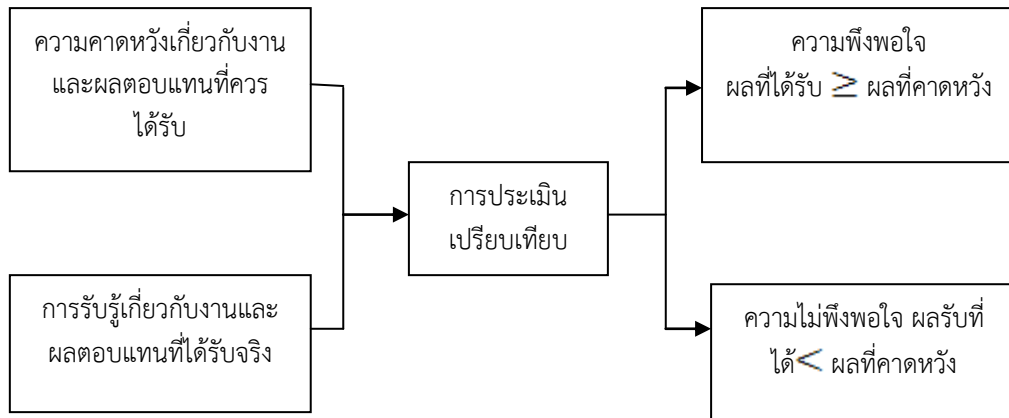 ความคาดหวังเกี่ยวกับงาน
และผลตอบแทนที่ควร
ได้รับ
ความพึงพอใจ
ผลที่ได้รับ ≥ ผลที่คาดหวัง
การประเมิน
เปรียบเทียบ
การรับรู้เกี่ยวกับงานและ
ผลตอบแทนที่ได้รับจริง
ความไม่พึงพอใจ ผลรับที่
ได้< ผลที่คาดหวัง